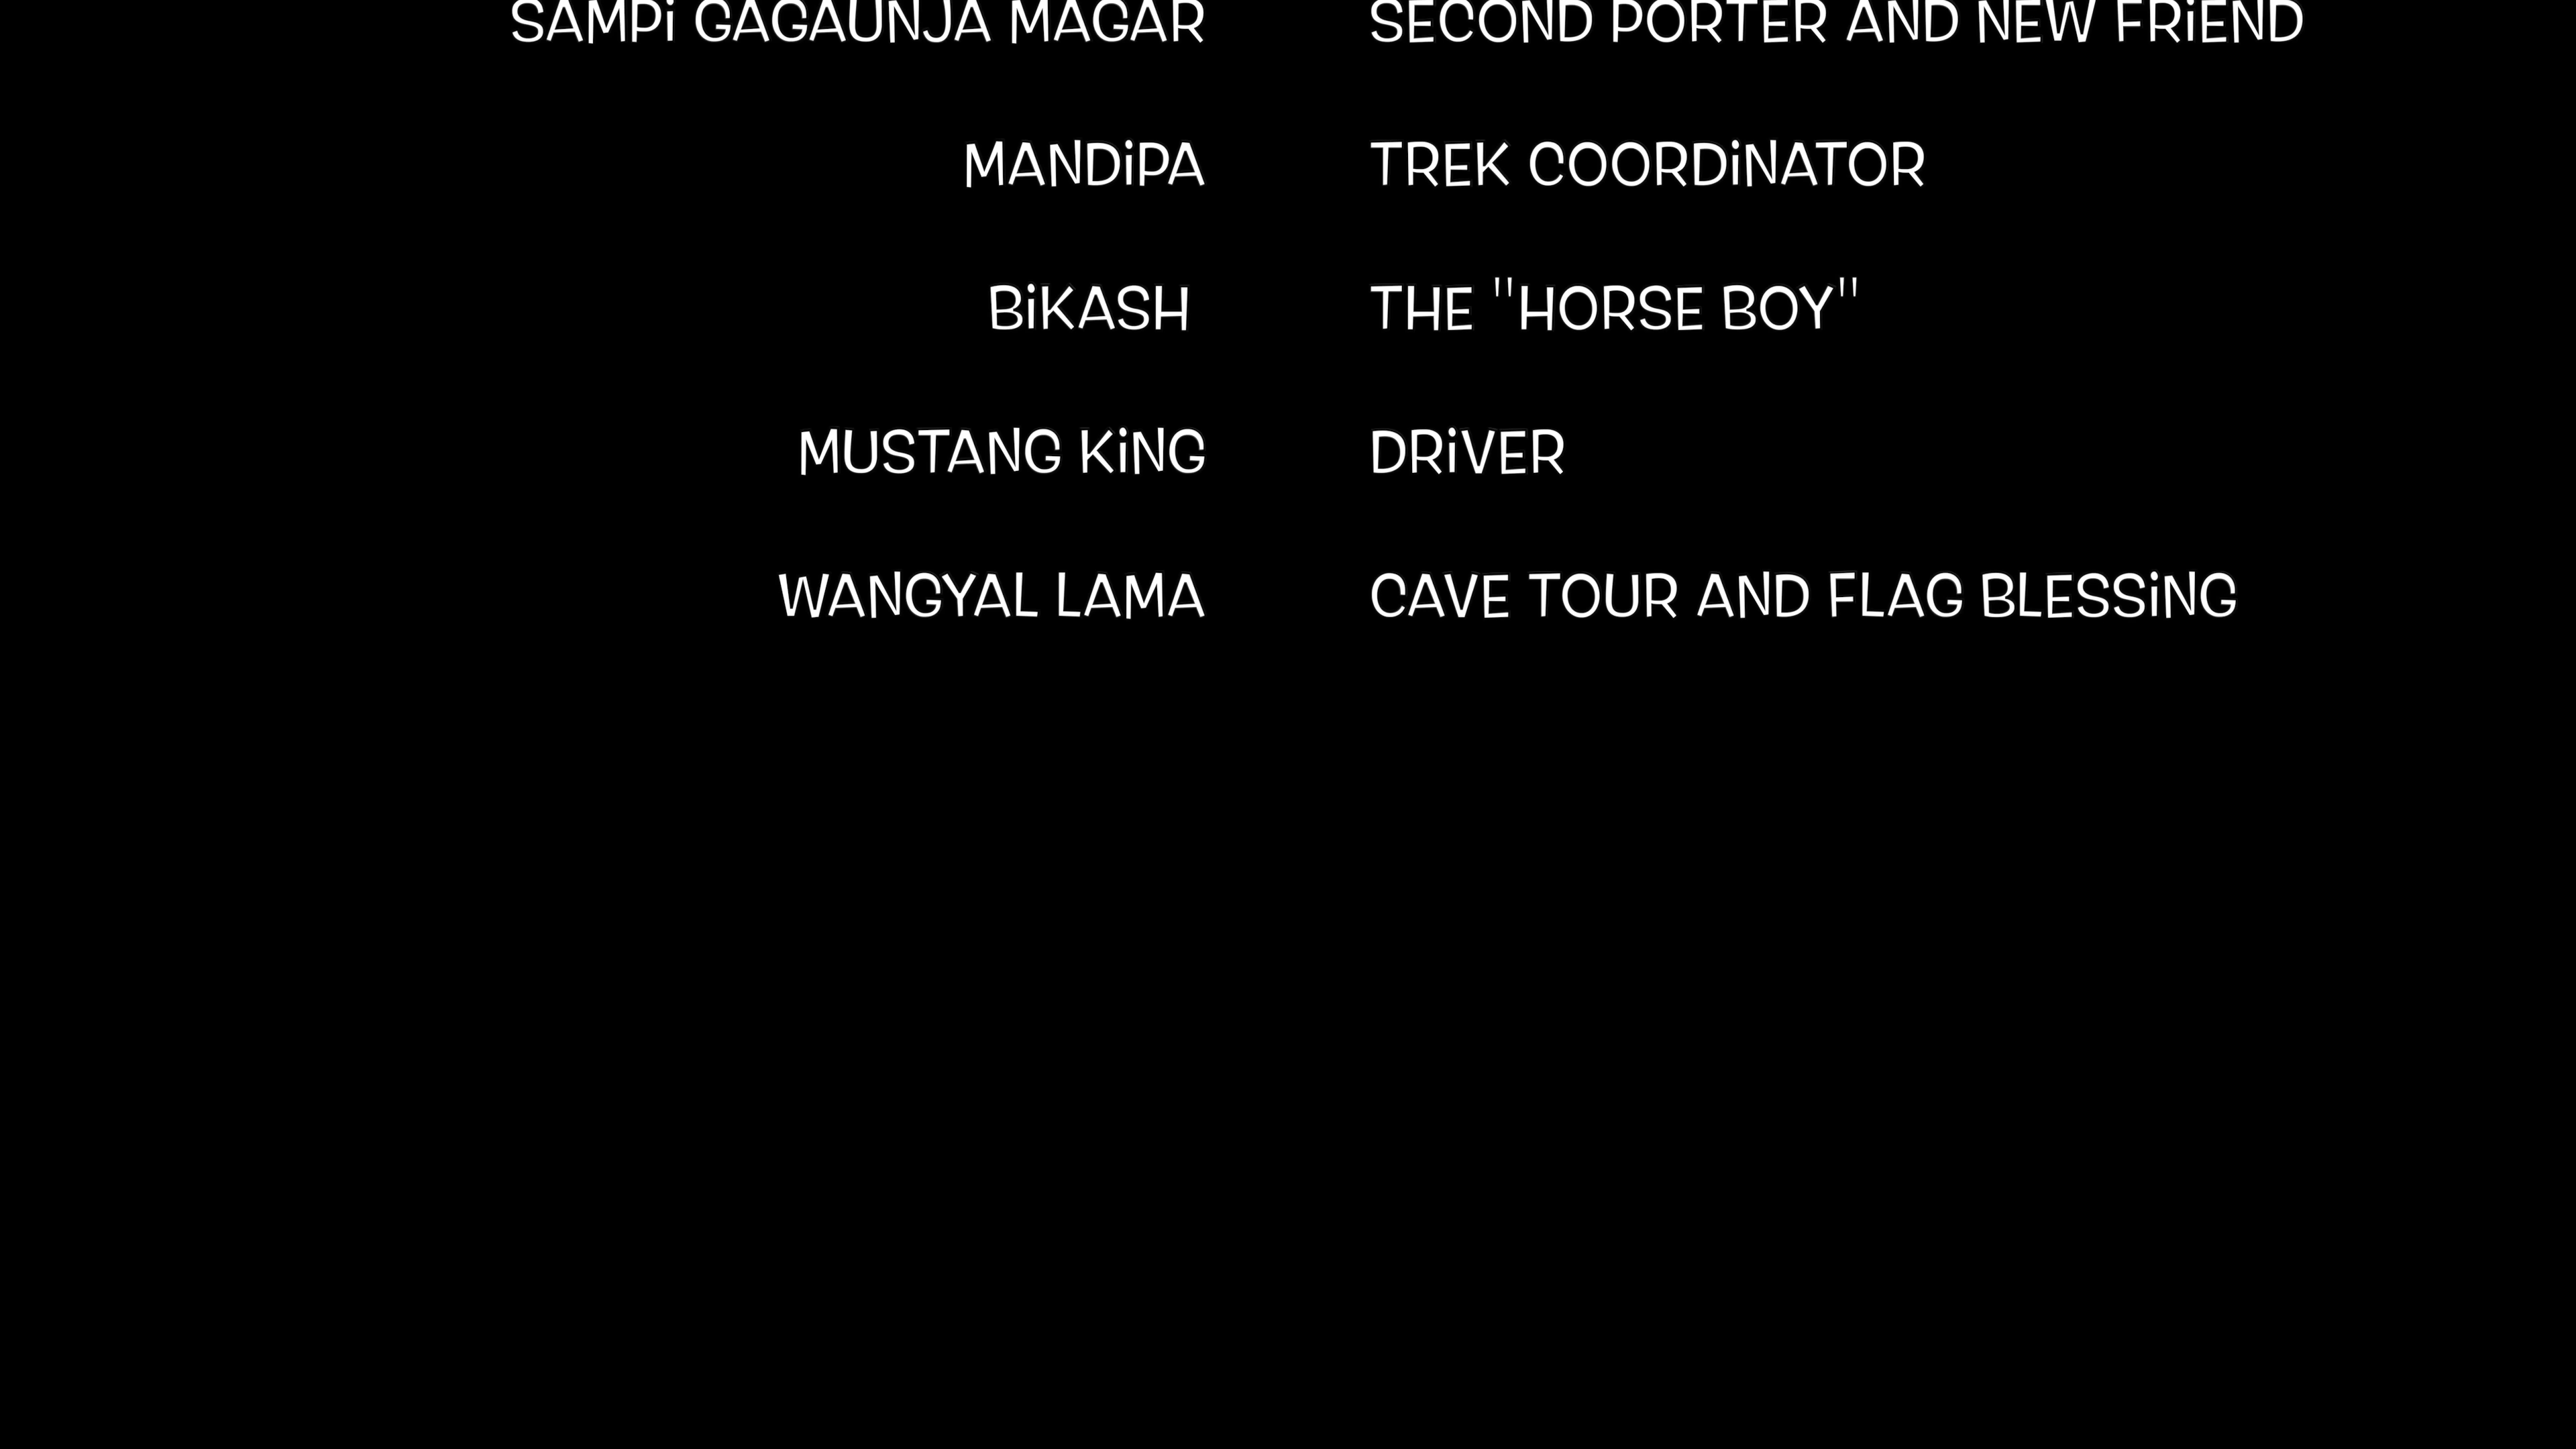 SAMPi GAGAUNJA MAGAR SECOND PORTER AND NEW FRiEND
MANDiPA TREK COORDiNATOR
BiKASH THE "HORSE BOY"
MUSTANG KiNG DRiVER
WANGYAL LAMA CAVE TOUR AND FLAG BLESSiNG